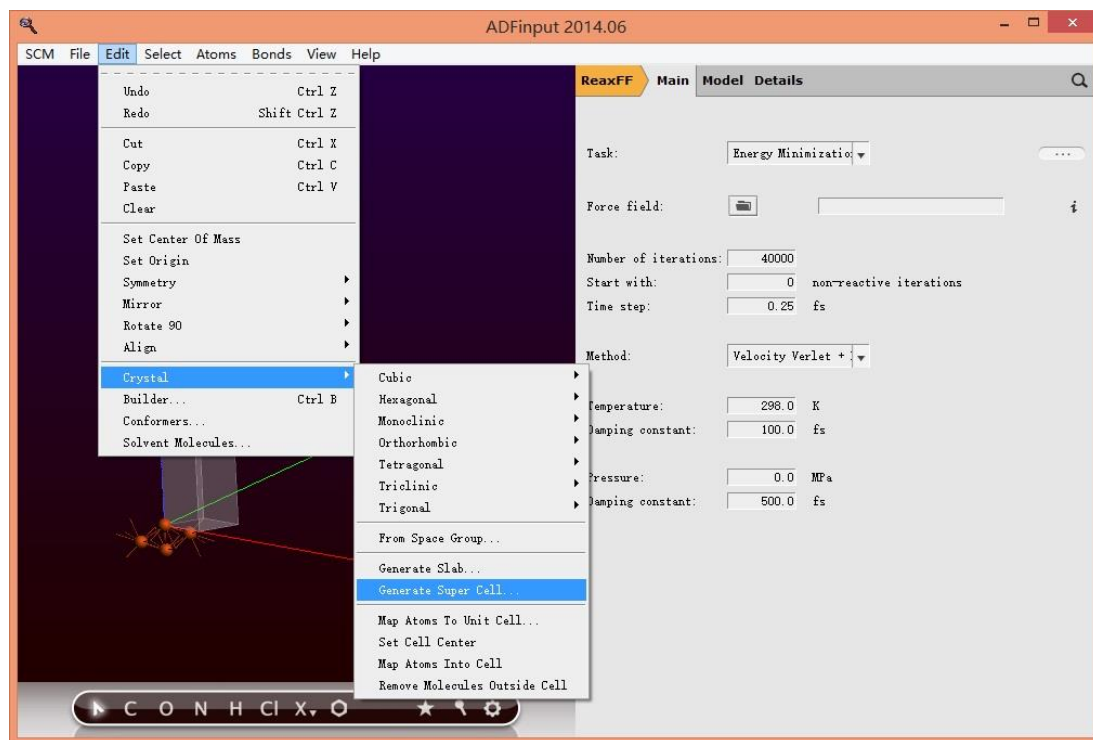 ADFinput 2014.06
SCM File Edit Select Atoms Bonds View Help
Undo Ctrl Z
Redo Shift Ctrl Z
Cut Ctrl X
Copy Ctrl C
Paste Ctrl V
Clear
Set Center Of Mass
Set Origin
Symmetry
Mirror
Rotate 90
Align
Crystal
Builder... Ctrl B
Conformers...
Solvent Molecules...
Cubic
Hexagonal
Monoclinic
Orthorhombic
Tetragonal
Triclinic
Trigonal
From Space Group...
Generate Slab...
Generate Super Cell...
Map Atoms To Unit Cell...
Set Cell Center
Map Atoms Into Cell
Remove Molecules Outside Cell
ReaxFF Main Model Details
Task: Energy Minimizatio
...
Force field: i
Number of iterations: 40000
Start with: 0 non-reactive iterations
Time step: 0.25 fs
Method: Velocity Verlet +
Temperature: 298.0 K
Damping constant: 100.0 fs
Pressure: 0.0 MPa
Damping constant: 500.0 fs
C O N H Cl X